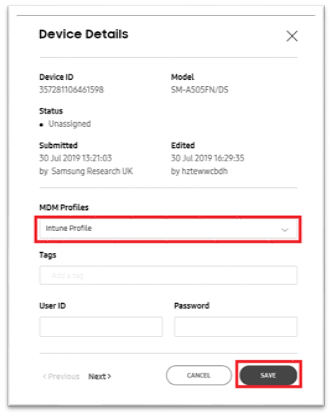 Device Details
Device ID
Model
357281106461598
SM-A505FN/DS
Status
Unassigned
Submitted
Edited
30 Jul 2019 13:21:03
30 Jul 2019 16:29:35
by Samsung Research UK
by hztewwcbdh
MDM Profiles
Intune Profile
Tags
Add a tag
User ID
Password
< Previous Next >
CANCEL
SAVE